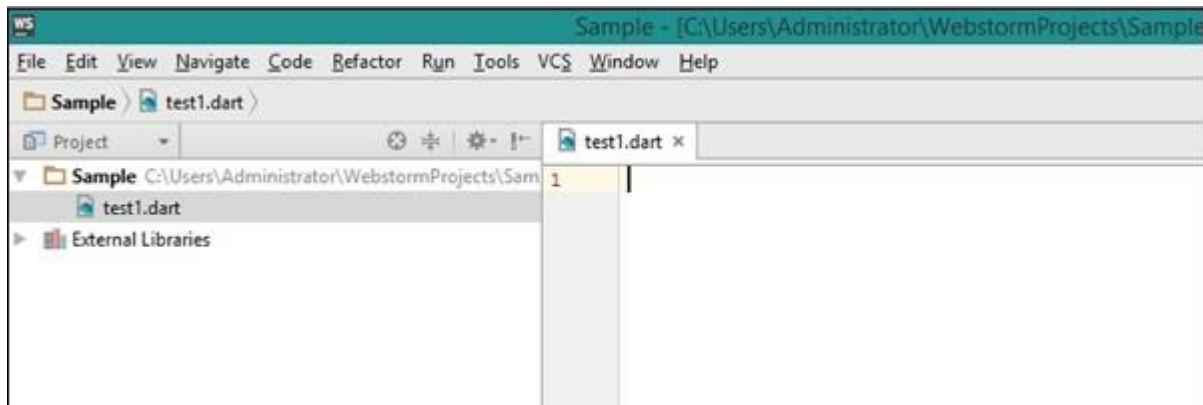 WS Sample - [C:\Users\Administrator\WebstormProjects\Sample
File Edit View Navigate Code Refactor Run Tools VCS Window Help
Sample test1.dart
Project test1.dart ×
Sample C:\Users\Administrator\WebstormProjects\Sam 1
test1.dart
External Libraries